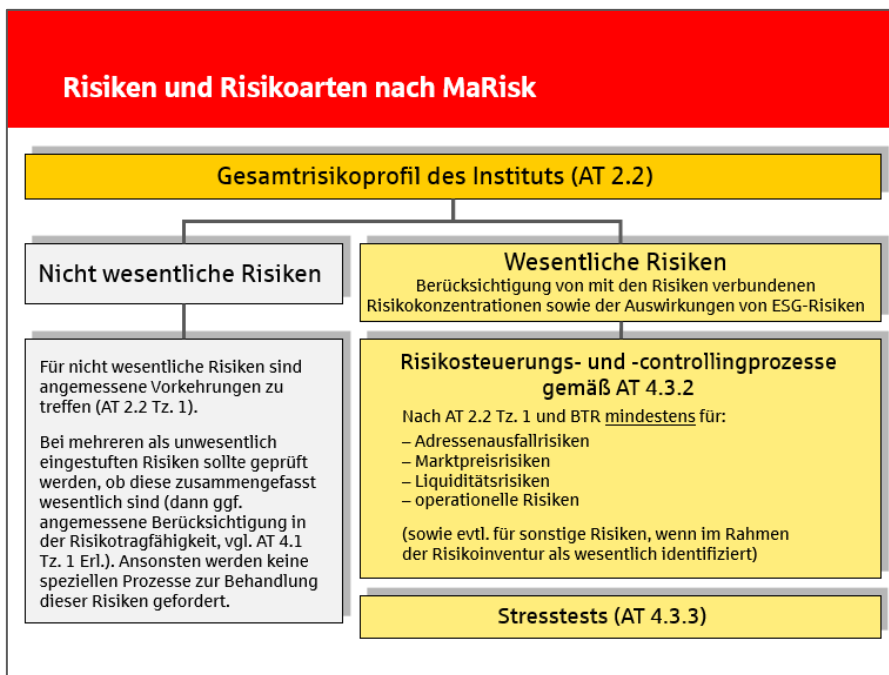 Risiken und Risikoarten nach MaRisk
Gesamtrisikoprofil des Instituts (AT 2.2)
Nicht wesentliche Risiken
Für nicht wesentliche Risiken sind
angemessene Vorkehrungen zu
treffen (AT 2.2 Tz. 1).
Bei mehreren als unwesentlich
eingestuften Risiken sollte geprüft
werden, ob diese zusammengefasst
wesentlich sind (dann ggf.
angemessene Berücksichtigung in
der Risikotragfähigkeit, vgl. AT 4.1
Tz. 1 Erl.). Ansonsten werden keine
speziellen Prozesse zur Behandlung
dieser Risiken gefordert.
Wesentliche Risiken
Berücksichtigung von mit den Risiken verbundenen
Risikokonzentrationen sowie der Auswirkungen von ESG-Risiken
Risikosteuerungs- und -controllingprozesse
gemäß AT 4.3.2
Nach AT 2.2 Tz. 1 und BTR mindestens für:
– Adressenausfallrisiken
– Marktpreisrisiken
– Liquiditätsrisiken
– operationelle Risiken
(sowie evtl. für sonstige Risiken, wenn im Rahmen
der Risikoinventur als wesentlich identifiziert)
Stresstests (AT 4.3.3)